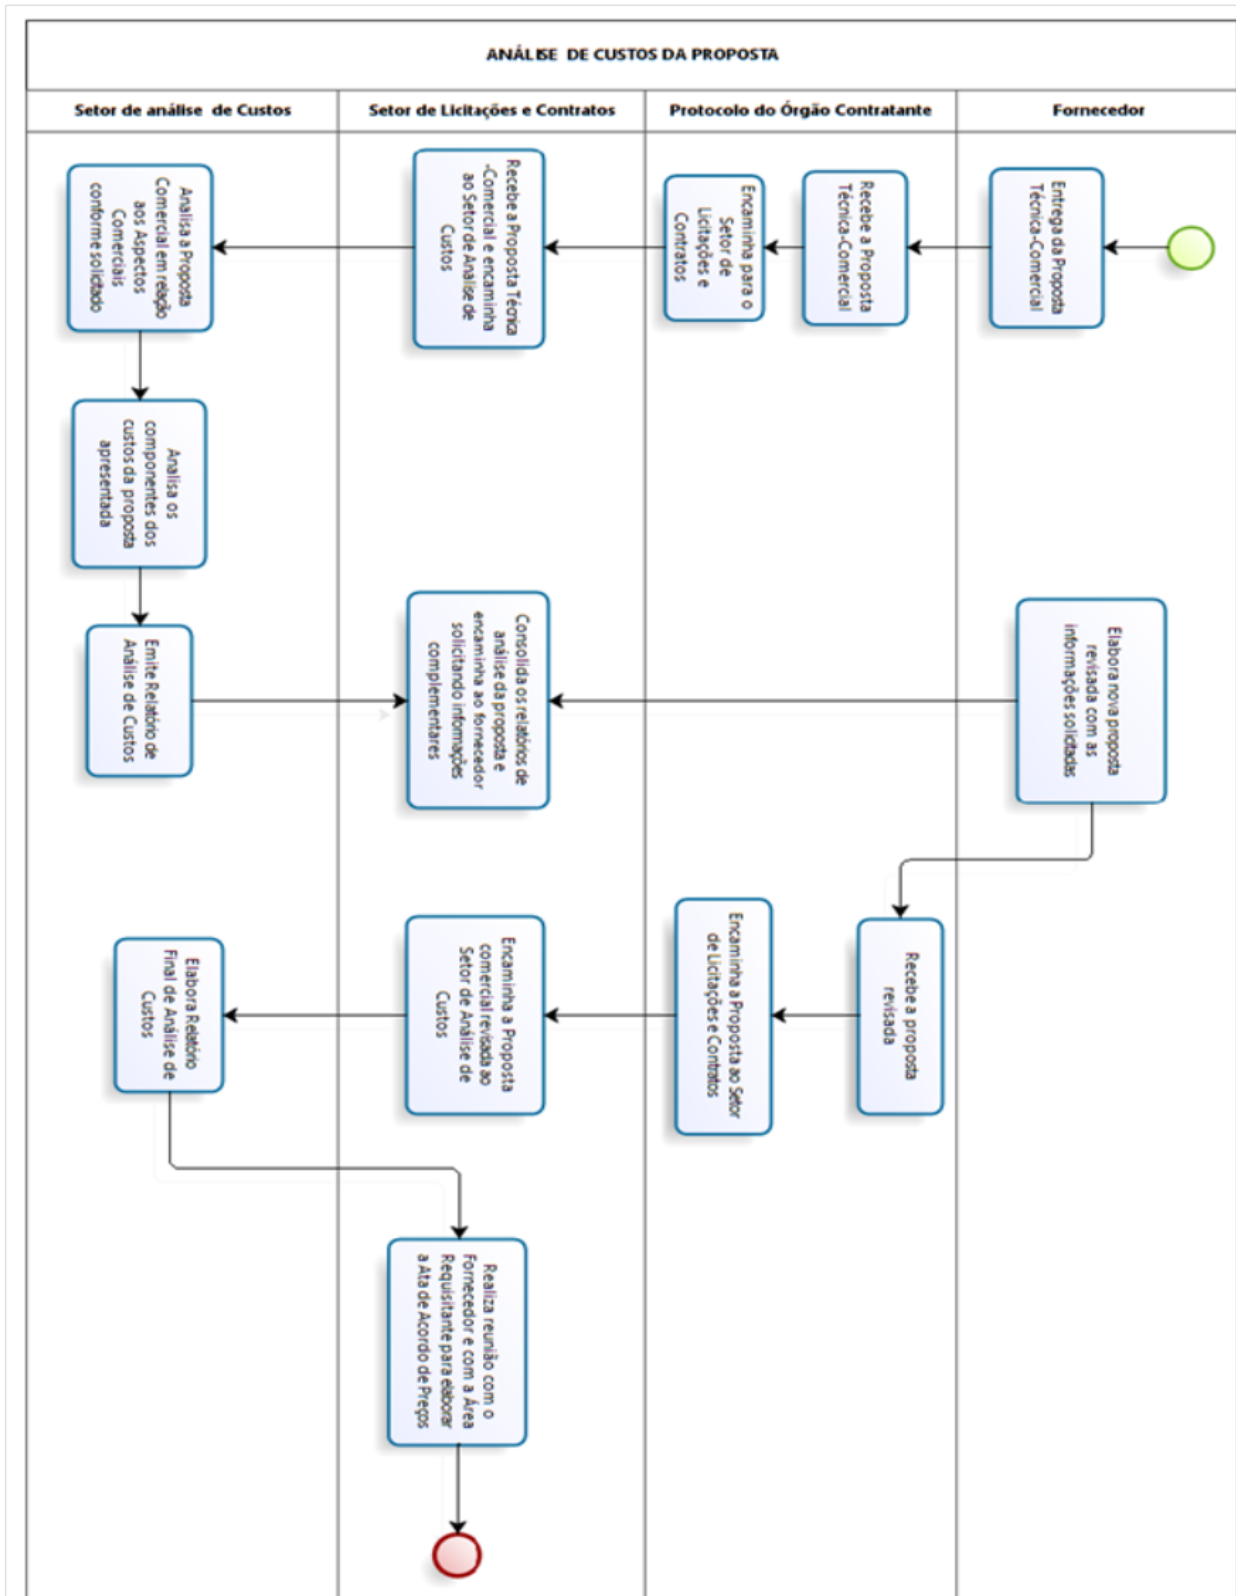 ANÁLISE DE CUSTOS DA PROPOSTA
Setor de análise de Custos
Setor de Licitações e Contratos
Protocolo do Órgão Contratante
Fornecedor
Entrega da Proposta
Técnica-Comercial
Recebe a Proposta
Técnica-Comercial
Encaminha para o
Setor de
Licitações e
Contratos
Recebe a Proposta Técnica
-Comercial e encaminha
ao Setor de Análise de
Custos
Analisa a Proposta
Comercial em relação
aos Aspectos
Comerciais
conforme solicitado
Analisa os
componentes dos
custos da proposta
apresentada
Emite Relatório de
Análise de Custos
Consolida os relatórios de
análise da proposta e
encaminha ao fornecedor
solicitando informações
complementares
Elabora nova proposta
revisada com as
informações solicitadas
Recebe a proposta
revisada
Encaminha a Proposta ao Setor
de Licitações e Contratos
Encaminha a Proposta
comercial revisada ao
Setor de Análise de
Custos
Elabora Relatório
Final de Análise de
Custos
Realiza reunião com o
Fornecedor e com a Área
Requisitante para elaborar
a Ata de Acordo de Preços